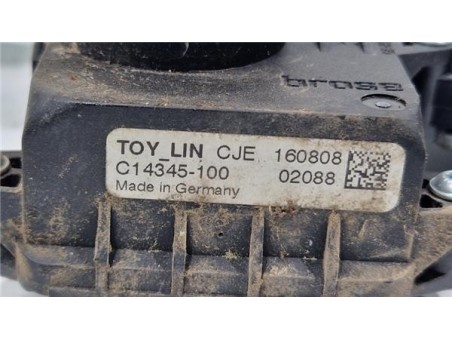 brose
TOY_LIN CJE 160808
C14345-100 02088
Made in Germany